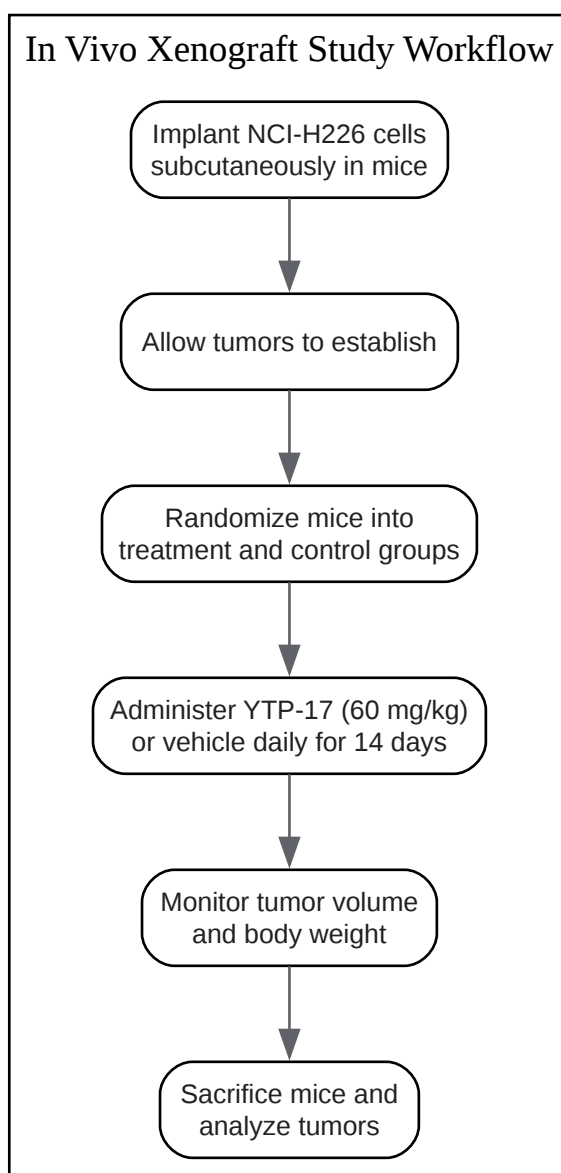 In Vivo Xenograft Study Workflow
Implant NCI-H226 cells
subcutaneously in mice
Allow tumors to establish
Randomize mice into
treatment and control groups
Administer YTP-17 (60 mg/kg)
or vehicle daily for 14 days
Monitor tumor volume
and body weight
Sacrifice mice and
analyze tumors